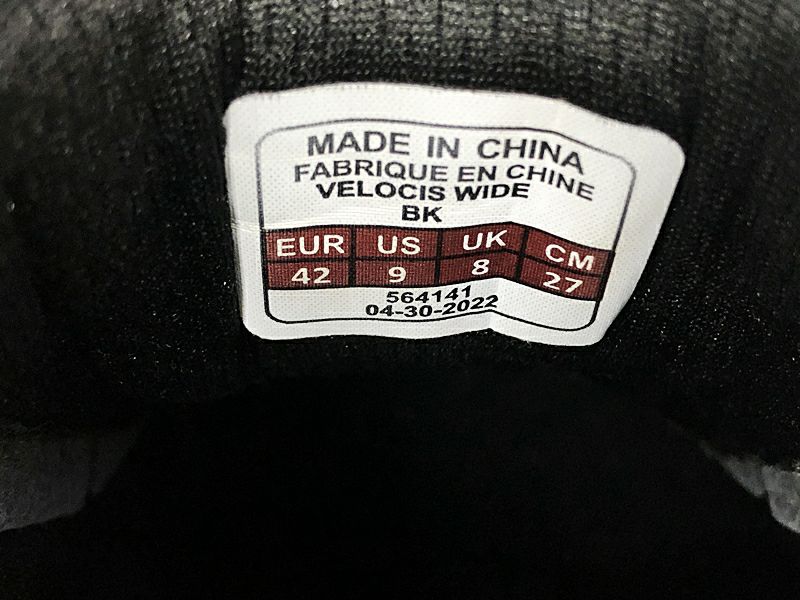 MADE IN CHINA
FABRIQUE EN CHINE
VELOCIS WIDE
BK
EUR US UK CM
42 9 8 27
564141
04-30-2022